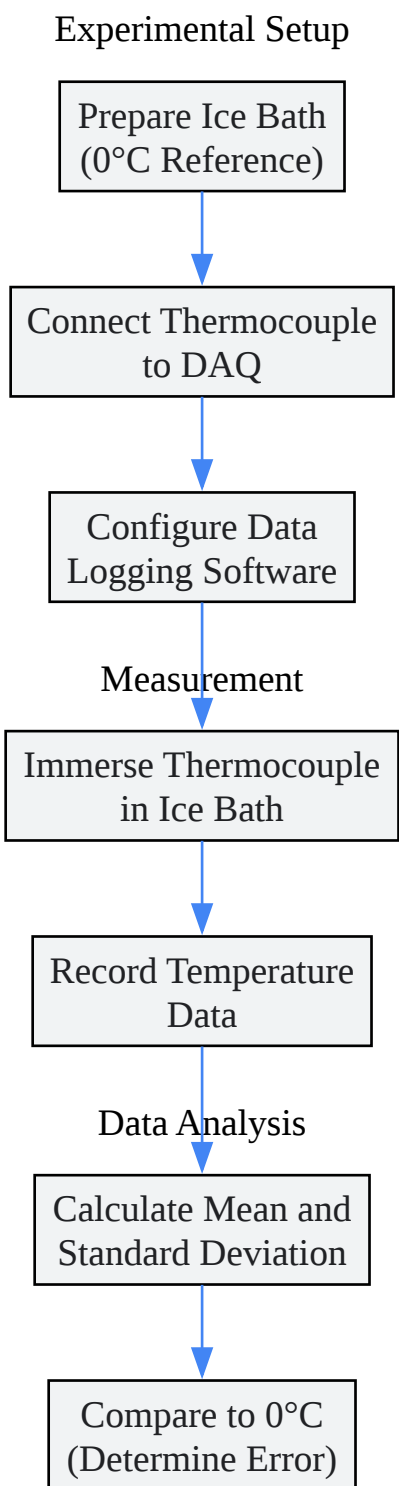 Experimental Setup
Prepare Ice Bath
(0°C Reference)
Connect Thermocouple
to DAQ
Configure Data
Logging Software
Measurement
Immerse Thermocouple
in Ice Bath
Record Temperature
Data
Data Analysis
Calculate Mean and
Standard Deviation
Compare to 0°C
(Determine Error)